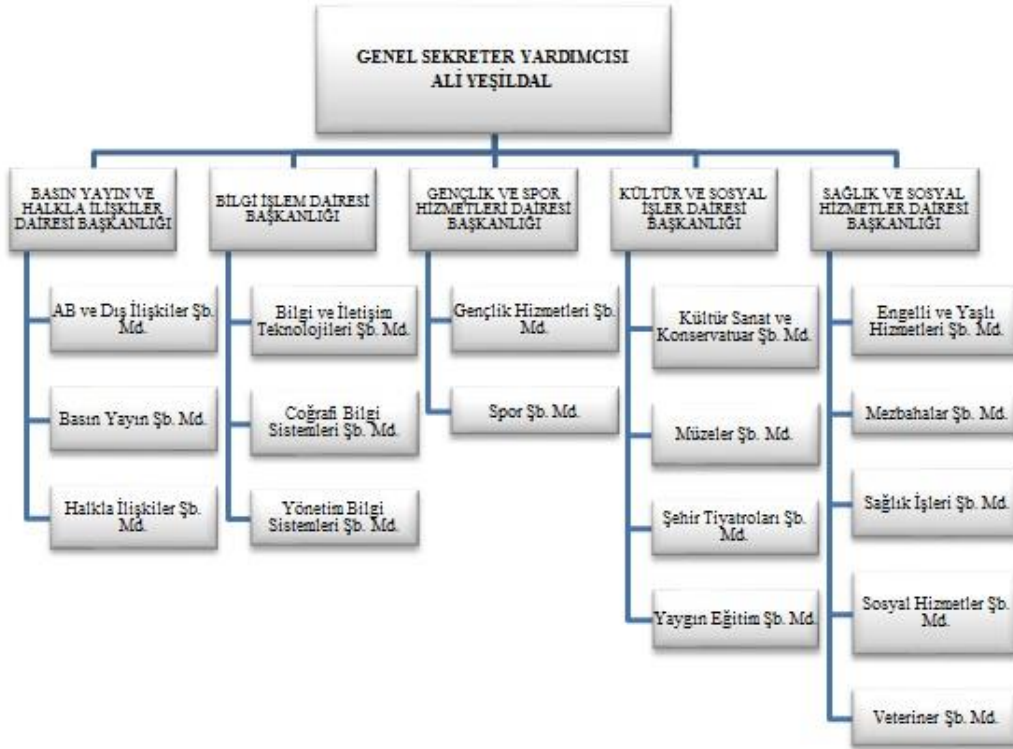 GENEL SEKRETER YARDIMCISI
ALİ YEŞİLDAL
BASIN YAYIN VE
HALKLA İLİŞKİLER
DAİRESİ BAŞKANLIĞI
AB ve Dış İlişkiler Şb.
Md.
Basın Yayın Şb. Md.
Halkla İlişkiler Şb.
Md.
BİLGİ İŞLEM DAİRESİ
BAŞKANLIĞI
Bilgi ve İletişim
Teknolojileri Şb. Md.
Coğrafi Bilgi
Sistemleri Şb. Md.
Yönetim Bilgi
Sistemleri Şb. Md.
GENÇLİK VE SPOR
HİZMETLERİ DAİRESİ
BAŞKANLIĞI
Gençlik Hizmetleri Şb.
Md.
Spor Şb. Md.
KÜLTÜR VE SOSYAL
İŞLER DAİRESİ
BAŞKANLIĞI
Kültür Sanat ve
Konservatuar Şb. Md.
Müzeler Şb. Md.
Şehir Tiyatroları Şb.
Md.
Yaygın Eğitim Şb. Md.
SAĞLIK VE SOSYAL
HİZMETLER DAİRESİ
BAŞKANLIĞI
Engelli ve Yaşlı
Hizmetleri Şb. Md.
Mezbahalar Şb. Md.
Sağlık İşleri Şb. Md.
Sosyal Hizmetler Şb.
Md.
Veteriner Şb. Md.